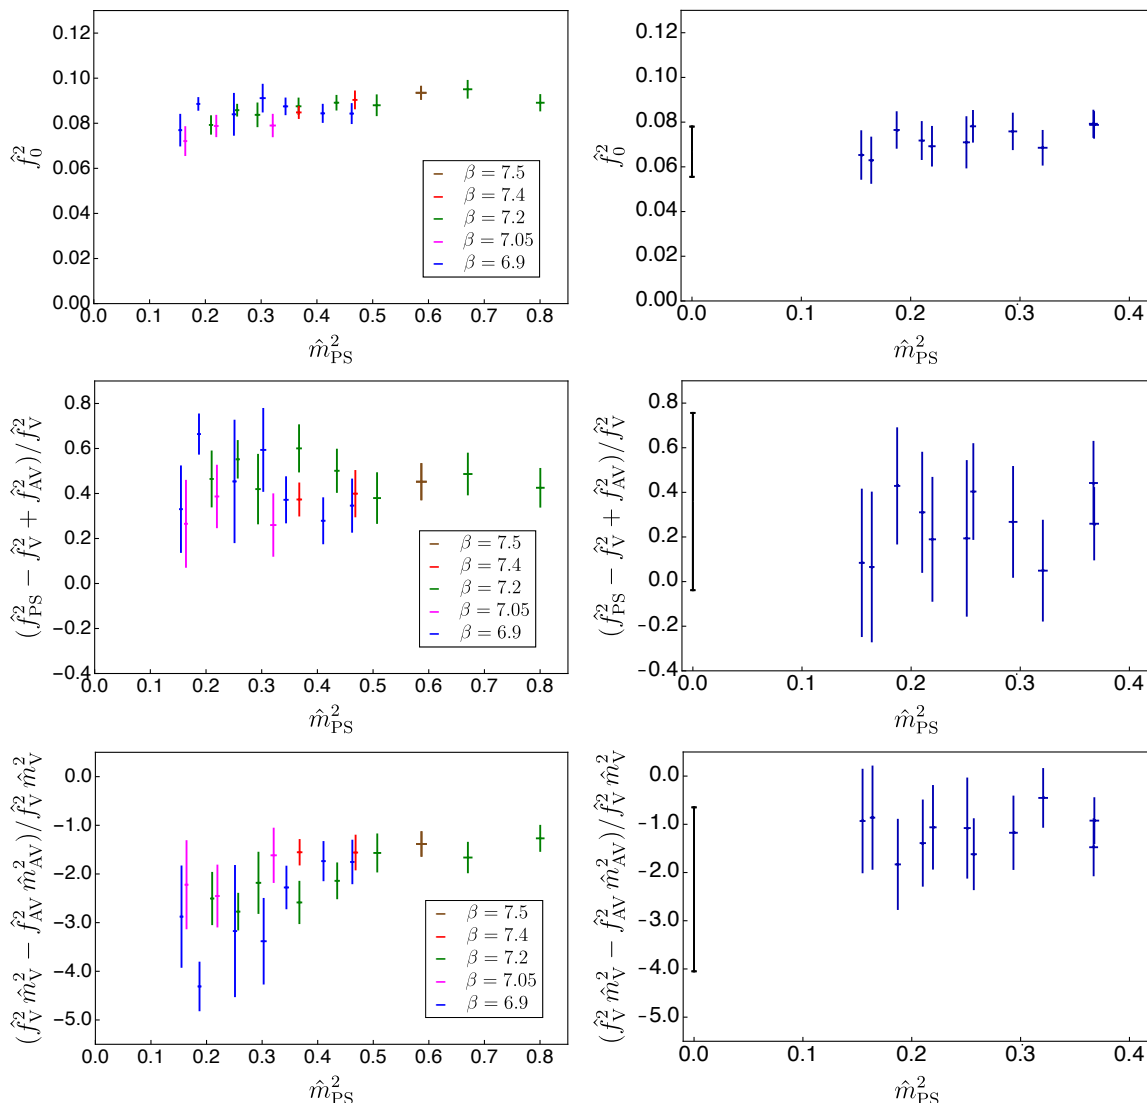 0.12
0.10
0.08
0.06
0.04
0.02
0.00
0.0 0.1 0.2 0.3 0.4 0.5 0.6 0.7 0.8
f̂₀²
m̂²_PS
β = 7.5
β = 7.4
β = 7.2
β = 7.05
β = 6.9
0.12
0.10
0.08
0.06
0.04
0.02
0.00
0.0 0.1 0.2 0.3 0.4
f̂₀²
m̂²_PS
0.8
0.6
0.4
0.2
0.0
−0.2
−0.4
0.0 0.1 0.2 0.3 0.4 0.5 0.6 0.7 0.8
(f̂²_PS − f̂²_V + f̂²_AV)/f̂²_V
m̂²_PS
β = 7.5
β = 7.4
β = 7.2
β = 7.05
β = 6.9
0.8
0.6
0.4
0.2
0.0
−0.2
−0.4
0.0 0.1 0.2 0.3 0.4
(f̂²_PS − f̂²_V + f̂²_AV)/f̂²_V
m̂²_PS
0.0
−1.0
−2.0
−3.0
−4.0
−5.0
0.0 0.1 0.2 0.3 0.4 0.5 0.6 0.7 0.8
(f̂²_V m̂²_V − f̂²_AV m̂²_AV)/f̂²_V m̂²_V
m̂²_PS
β = 7.5
β = 7.4
β = 7.2
β = 7.05
β = 6.9
0.0
−1.0
−2.0
−3.0
−4.0
−5.0
0.0 0.1 0.2 0.3 0.4
(f̂²_V m̂²_V − f̂²_AV m̂²_AV)/f̂²_V m̂²_V
m̂²_PS